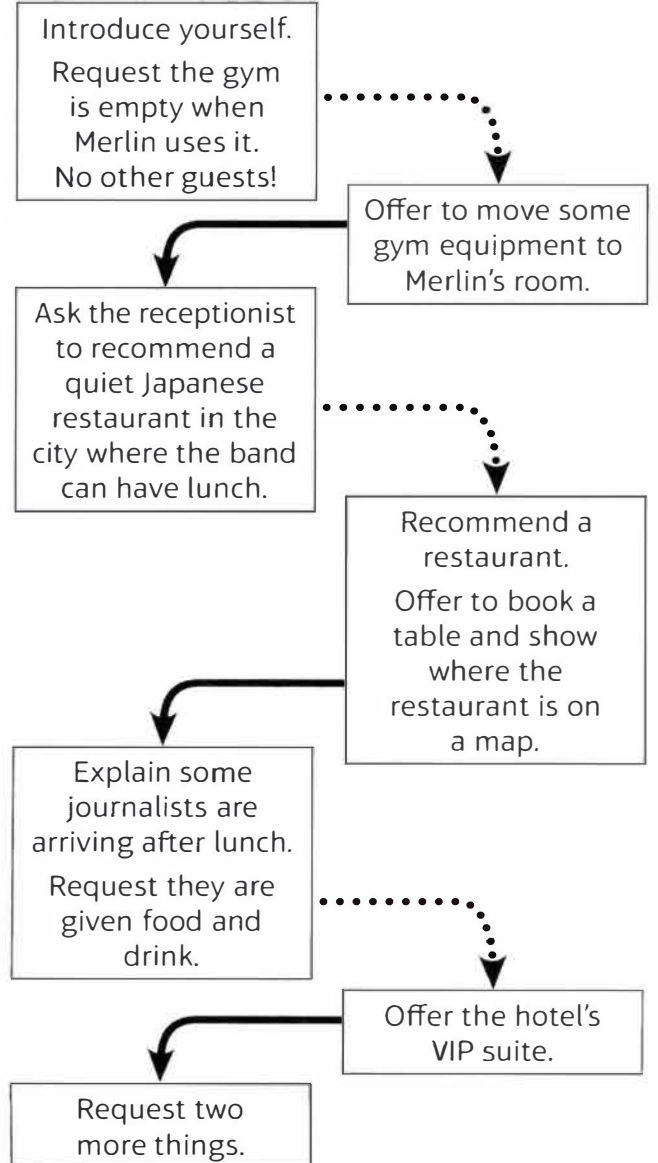 Introduce yourself.
Request the gym
is empty when
Merlin uses it.
No other guests!
Offer to move some
gym equipment to
Merlin's room.
Ask the receptionist
to recommend a
quiet Japanese
restaurant in the
city where the band
can have lunch.
Recommend a
restaurant.
Offer to book a
table and show
where the
restaurant is on
a map.
Explain some
journalists are
arriving after lunch.
Request they are
given food and
drink.
Offer the hotel's
VIP suite.
Request two
more things.